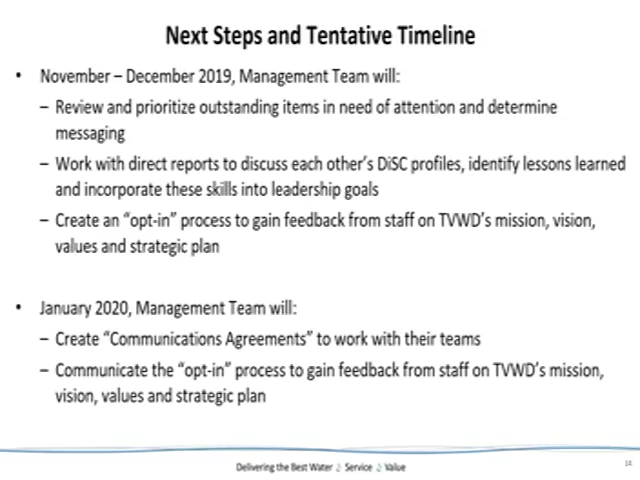 Next Steps and Tentative Timeline
• November – December 2019, Management Team will:
– Review and prioritize outstanding items in need of attention and determine
messaging
– Work with direct reports to discuss each other's DiSC profiles, identify lessons learned
and incorporate these skills into leadership goals
– Create an "opt-in" process to gain feedback from staff on TVWD's mission, vision,
values and strategic plan
• January 2020, Management Team will:
– Create "Communications Agreements" to work with their teams
– Communicate the "opt-in" process to gain feedback from staff on TVWD's mission,
vision, values and strategic plan
Delivering the Best Water Service Value